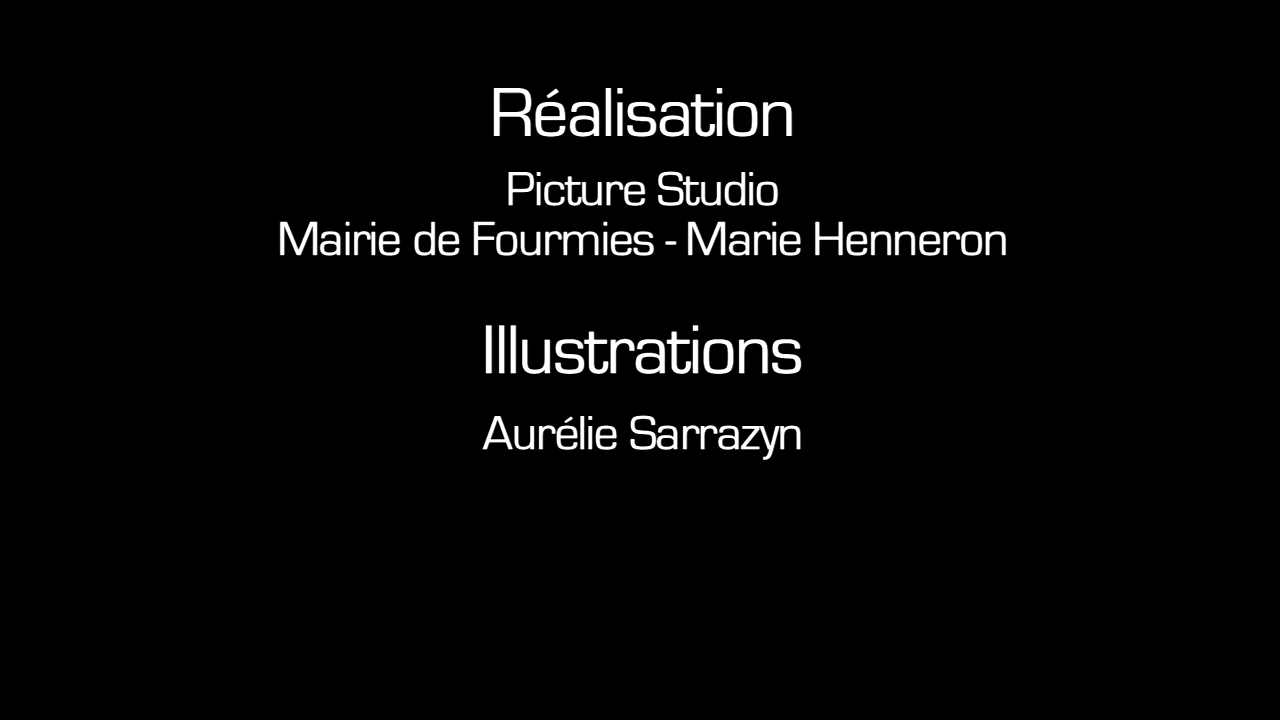 Réalisation
Picture Studio
Mairie de Fourmies - Marie Henneron
Illustrations
Aurélie Sarrazyn